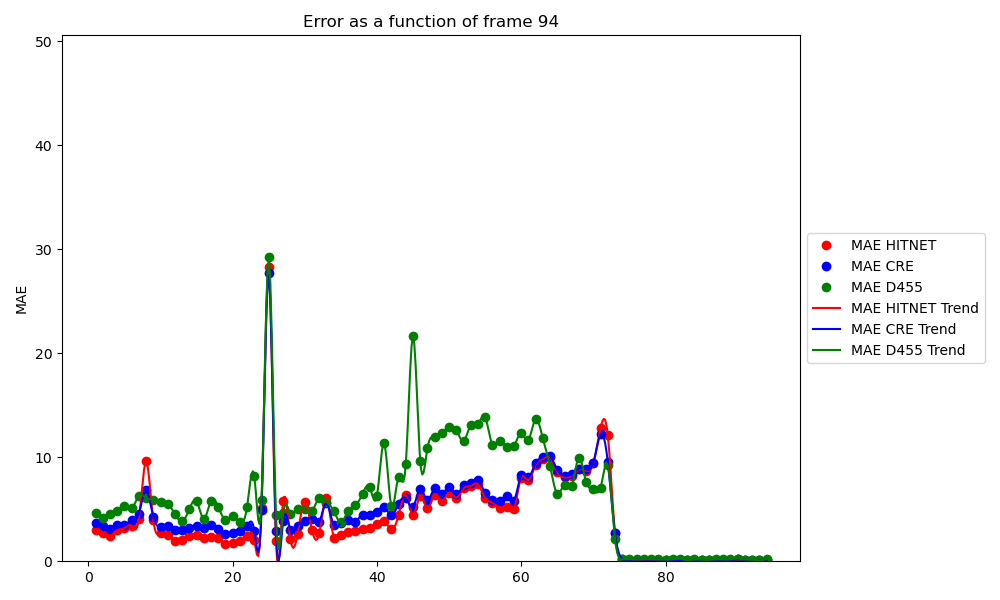 Error as a function of frame 94
50
40
30
20
10
0
MAE
0 20 40 60 80
MAE HITNET
MAE CRE
MAE D455
MAE HITNET Trend
MAE CRE Trend
MAE D455 Trend